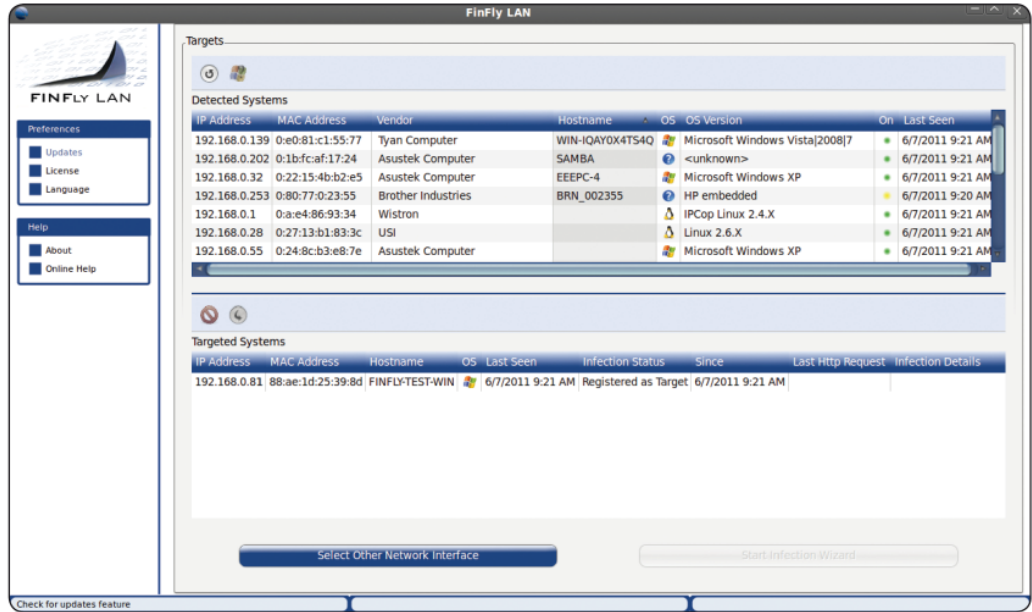 FinFly LAN
FINFLY LAN
Preferences
Updates
License
Language
Help
About
Online Help
Targets
Detected Systems
IP Address MAC Address Vendor Hostname OS OS Version On Last Seen
192.168.0.139 0:e0:81:c1:55:77 Tyan Computer WIN-IQAY0X4TS4Q Microsoft Windows Vista|2008|7 6/7/2011 9:21 AM
192.168.0.202 0:1b:fc:af:17:24 Asustek Computer SAMBA <unknown> 6/7/2011 9:21 AM
192.168.0.32 0:22:15:4b:b2:e5 Asustek Computer EEEPC-4 Microsoft Windows XP 6/7/2011 9:21 AM
192.168.0.253 0:80:77:0:23:55 Brother Industries BRN_002355 HP embedded 6/7/2011 9:20 AM
192.168.0.1 0:a:e4:86:93:34 Wistron IPCop Linux 2.4.X 6/7/2011 9:21 AM
192.168.0.28 0:27:13:b1:83:3c USI Linux 2.6.X 6/7/2011 9:21 AM
192.168.0.55 0:24:8c:b3:e8:7e Asustek Computer Microsoft Windows XP 6/7/2011 9:21 AM
Targeted Systems
IP Address MAC Address Hostname OS Last Seen Infection Status Since Last Http Request Infection Details
192.168.0.81 88:ae:1d:25:39:8d FINFLY-TEST-WIN 6/7/2011 9:21 AM Registered as Target 6/7/2011 9:21 AM
Select Other Network Interface Start Infection Wizard
Check for updates feature